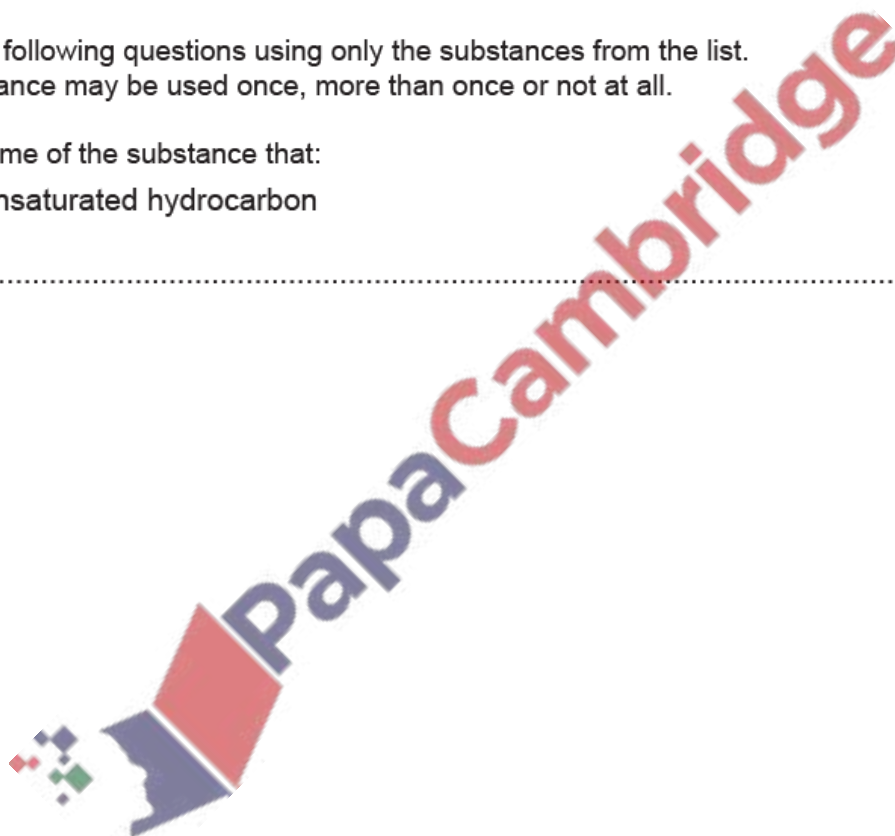 following questions using only the substances from the list.
ance may be used once, more than once or not at all.
me of the substance that:
nsaturated hydrocarbon
PapaCambridge